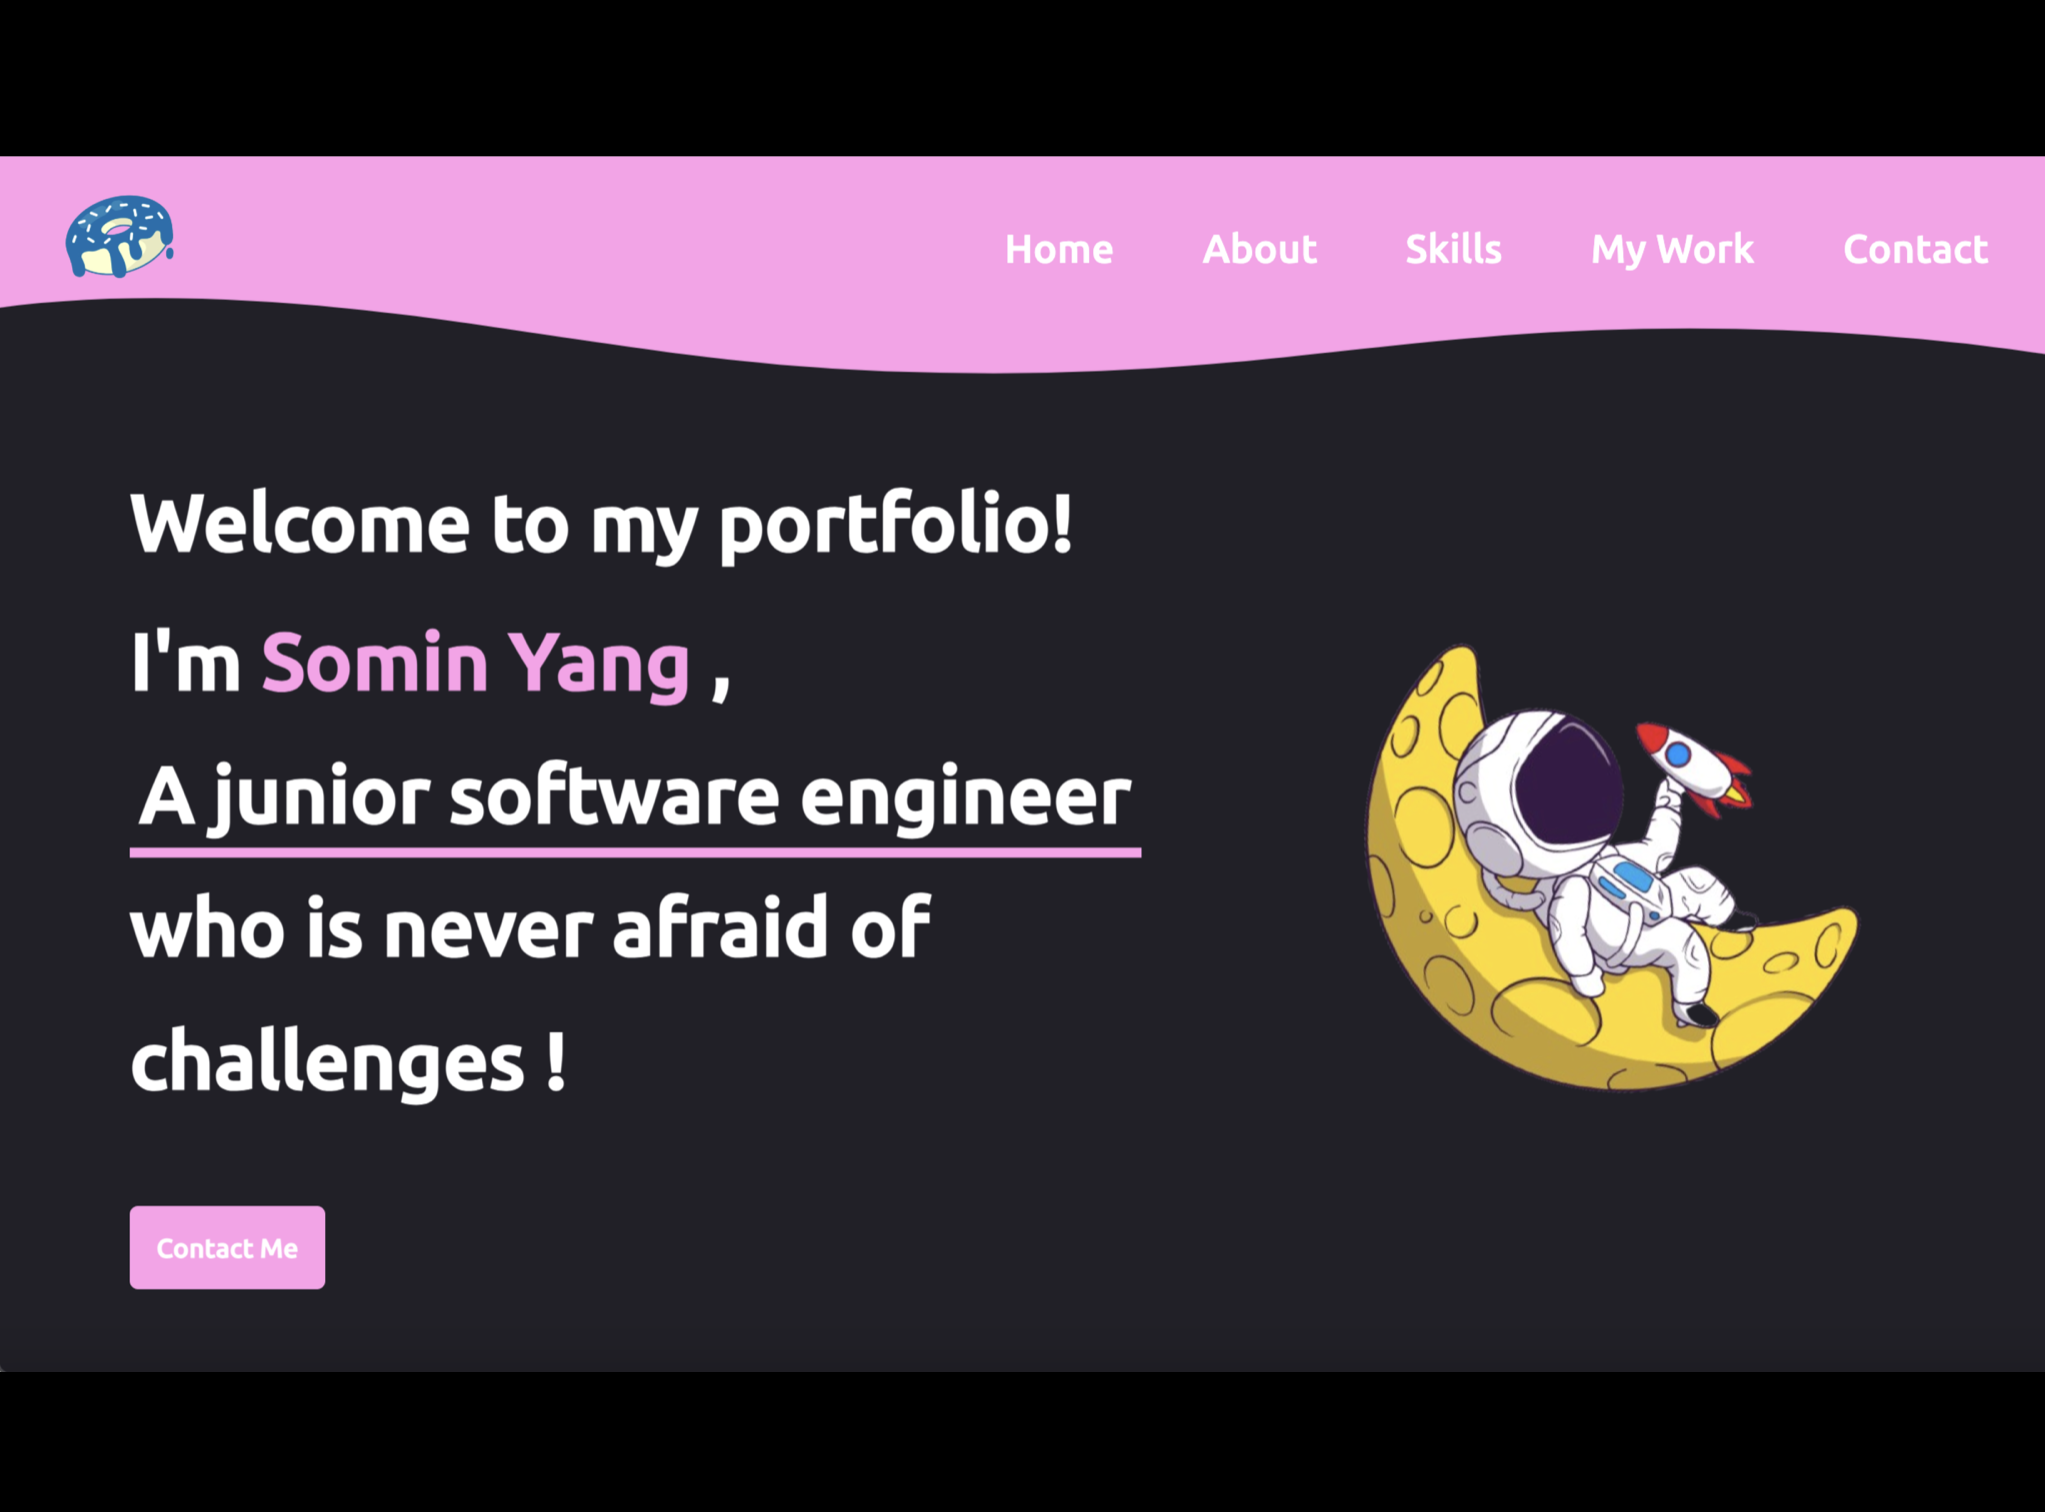 Home About Skills My Work Contact
Welcome to my portfolio!
I'm Somin Yang ,
A junior software engineer
who is never afraid of
challenges !
Contact Me